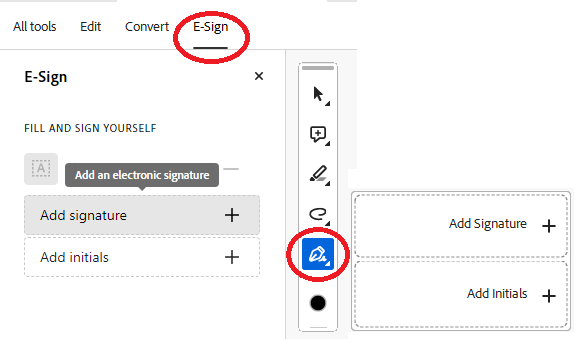 All tools Edit Convert E-Sign
E-Sign
FILL AND SIGN YOURSELF
A
Add an electronic signature
Add signature
Add initials
Add Signature
Add Initials